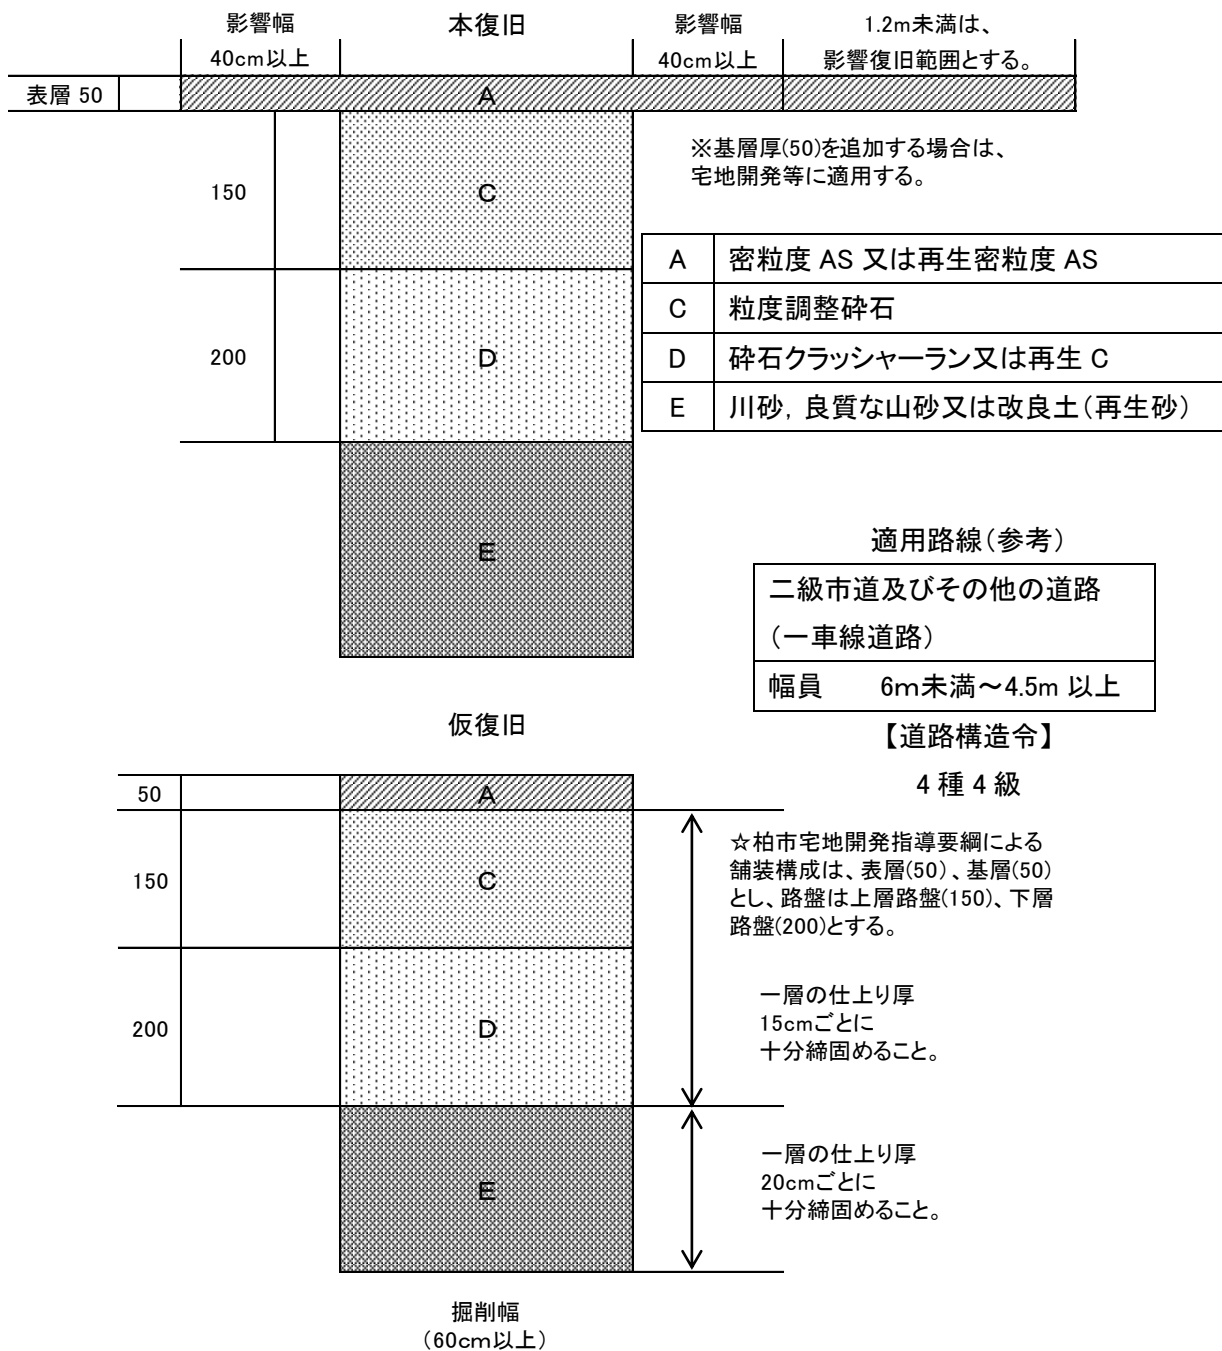 影響幅
40cm以上
本復旧
影響幅
40cm以上
1.2m未満は、
影響復旧範囲とする。
表層 50
A
150
C
※基層厚(50)を追加する場合は、
宅地開発等に適用する。
200
D
E
A 密粒度 AS 又は再生密粒度 AS
C 粒度調整砕石
D 砕石クラッシャーラン又は再生 C
E 川砂，良質な山砂又は改良土（再生砂）
適用路線（参考）
二級市道及びその他の道路
（一車線道路）
幅員 6m未満～4.5m 以上
【道路構造令】
4 種 4 級
仮復旧
50
A
150
C
200
D
E
☆柏市宅地開発指導要綱による
舗装構成は、表層(50)、基層(50)
とし、路盤は上層路盤(150)、下層
路盤(200)とする。
一層の仕上り厚
15cmごとに
十分締固めること。
一層の仕上り厚
20cmごとに
十分締固めること。
掘削幅
（60cm以上）